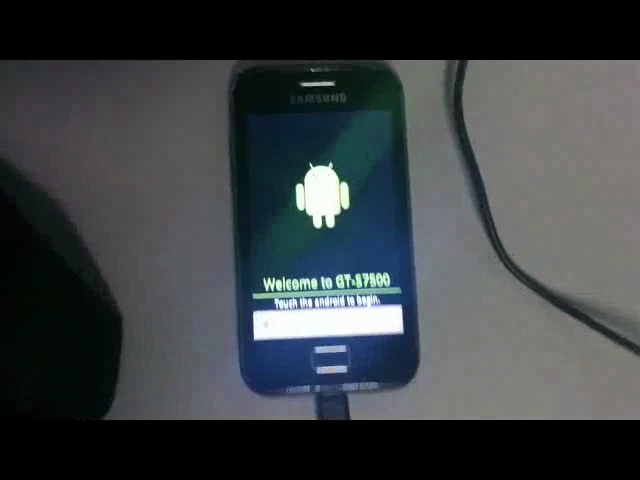 SAMSUNG
Welcome to GT-S7500
Touch the android to begin.